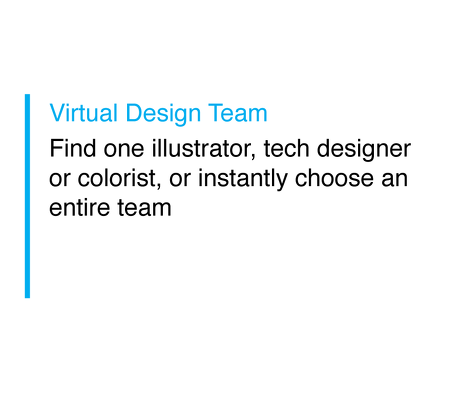 Virtual Design Team
Find one illustrator, tech designer
or colorist, or instantly choose an
entire team